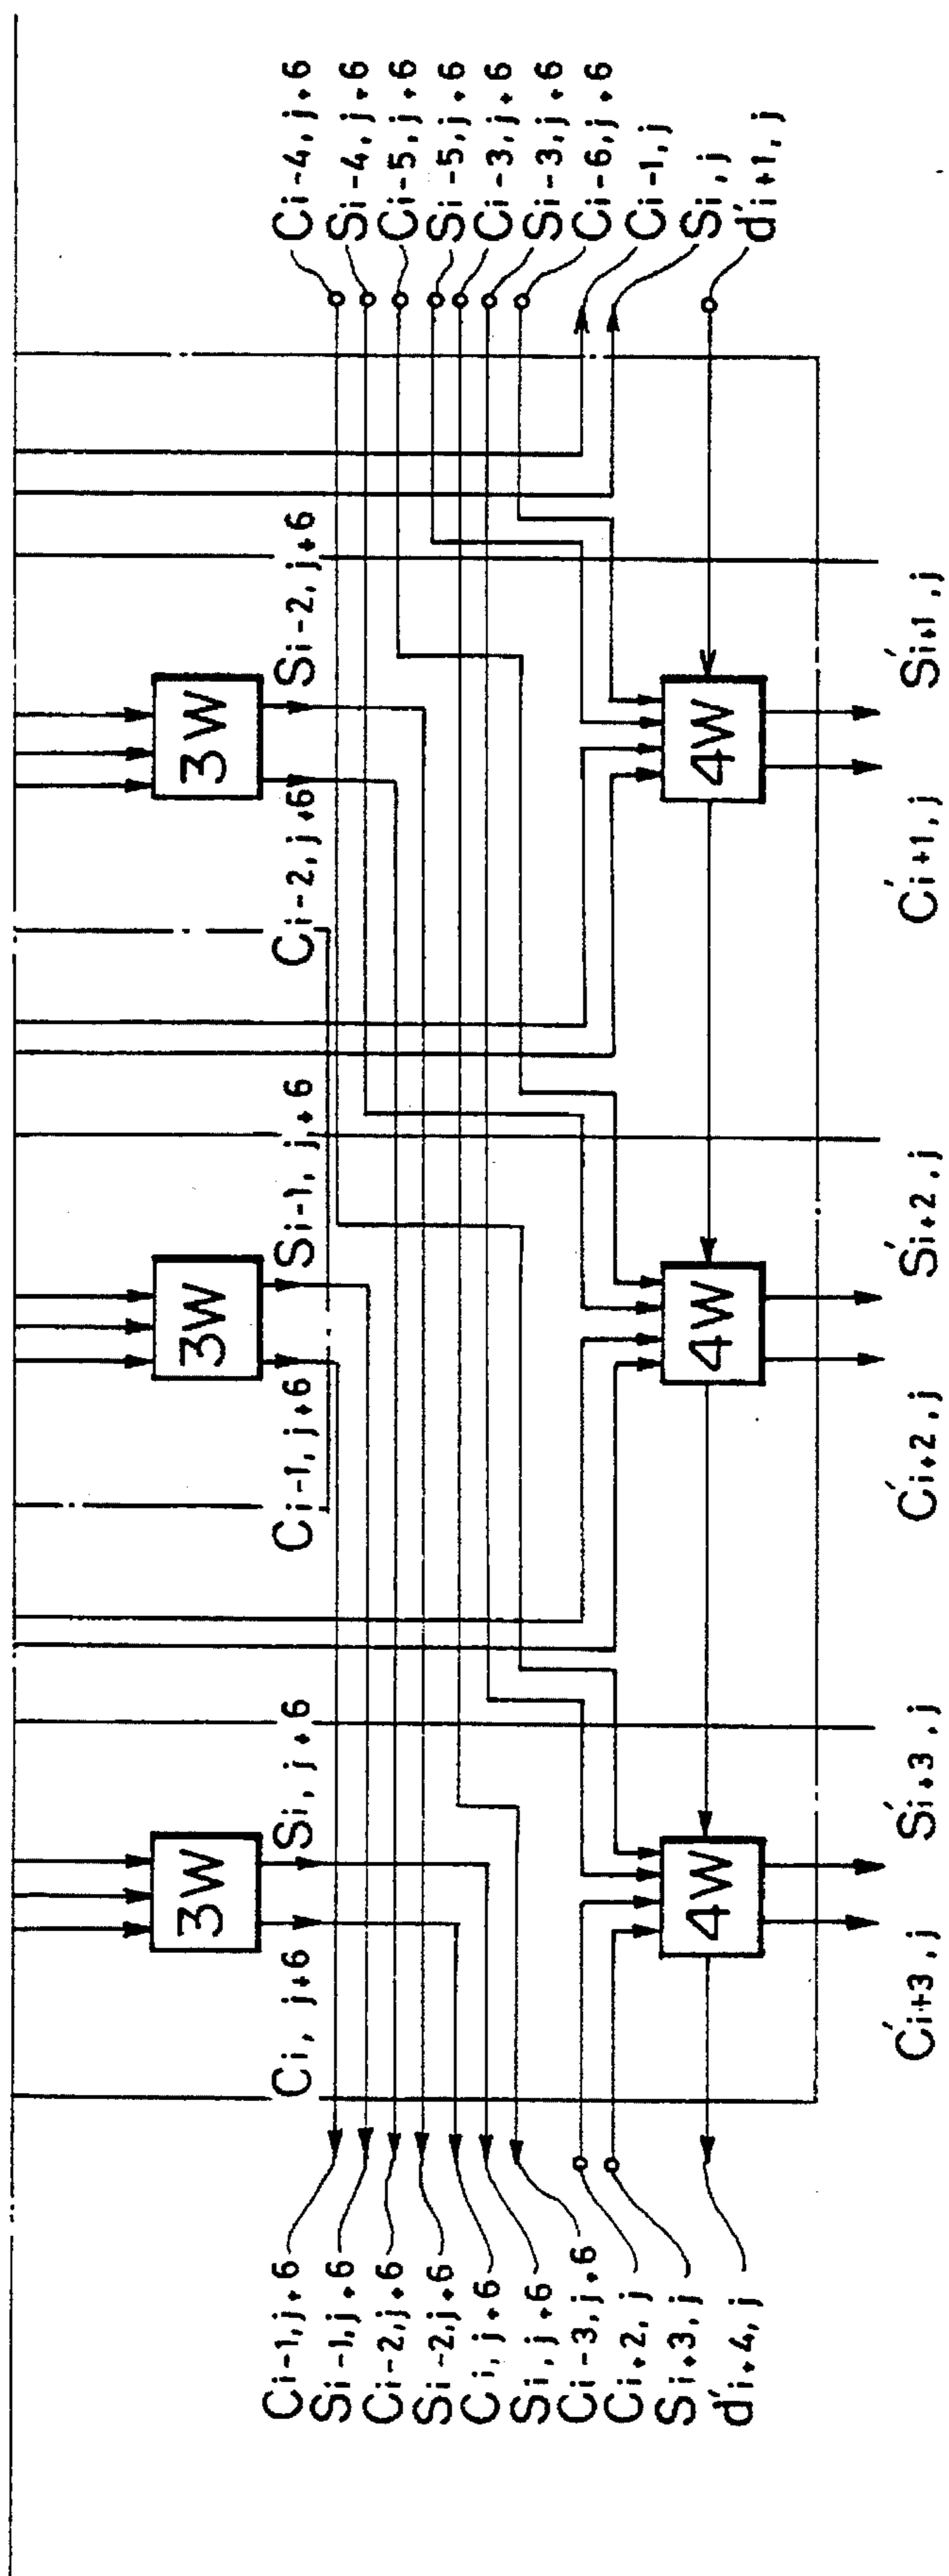 Ci-4, j+6
Si-4, j+6
Ci-5, j+6
Si-5, j+6
Ci-3, j+6
Si-3, j+6
Ci-6, j+6
Ci-1, j
Si, j
d'i+1, j
3W
Si-2, j+6
Ci-2, j+6
4W
S'i+1, j
C'i+1, j
3W
Si-1, j+6
Ci-1, j+6
4W
S'i+2, j
C'i+2, j
3W
Si, j+6
Ci, j+6
4W
S'i+3, j
C'i+3, j
Ci-1, j+6
Si-1, j+6
Ci-2, j+6
Si-2, j+6
Ci, j+6
Si, j+6
Ci-3, j+6
Ci+2, j
Si+3, j
d'i+4, j